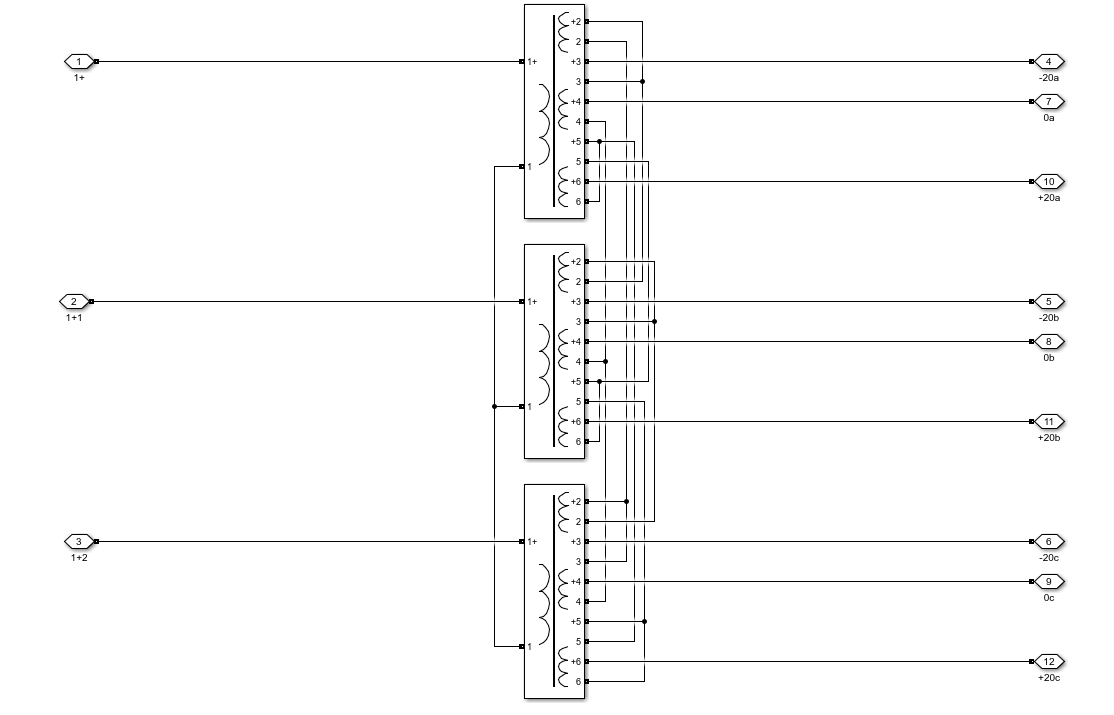 +2
2
1 1+ +3 4
1+ 3 -20a
+4 7
4 0a
+5
1 5
+6 10
6 +20a
+2
2
2 1+ +3 5
1+1 3 -20b
+4 8
4 0b
+5
1 5
+6 11
6 +20b
+2
2
3 1+ +3 6
1+2 3 -20c
+4 9
4 0c
+5
1 5
+6 12
6 +20c